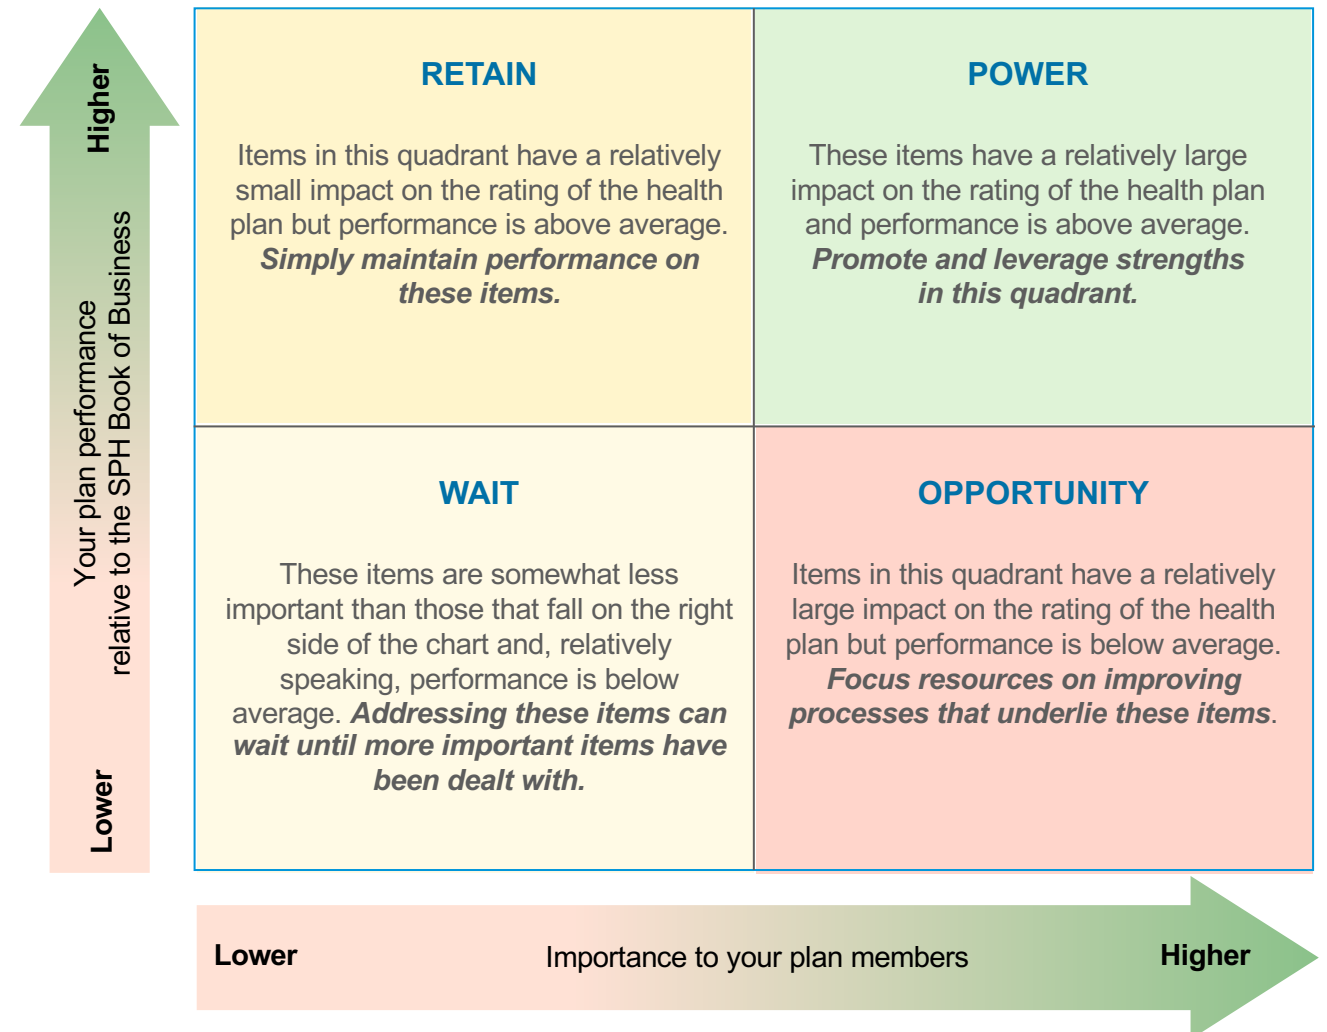 Higher
Your plan performance
relative to the SPH Book of Business
Lower
RETAIN
Items in this quadrant have a relatively
small impact on the rating of the health
plan but performance is above average.
Simply maintain performance on
these items.
POWER
These items have a relatively large
impact on the rating of the health plan
and performance is above average.
Promote and leverage strengths
in this quadrant.
WAIT
These items are somewhat less
important than those that fall on the right
side of the chart and, relatively
speaking, performance is below
average. Addressing these items can
wait until more important items have
been dealt with.
OPPORTUNITY
Items in this quadrant have a relatively
large impact on the rating of the health
plan but performance is below average.
Focus resources on improving
processes that underlie these items.
Lower
Importance to your plan members
Higher